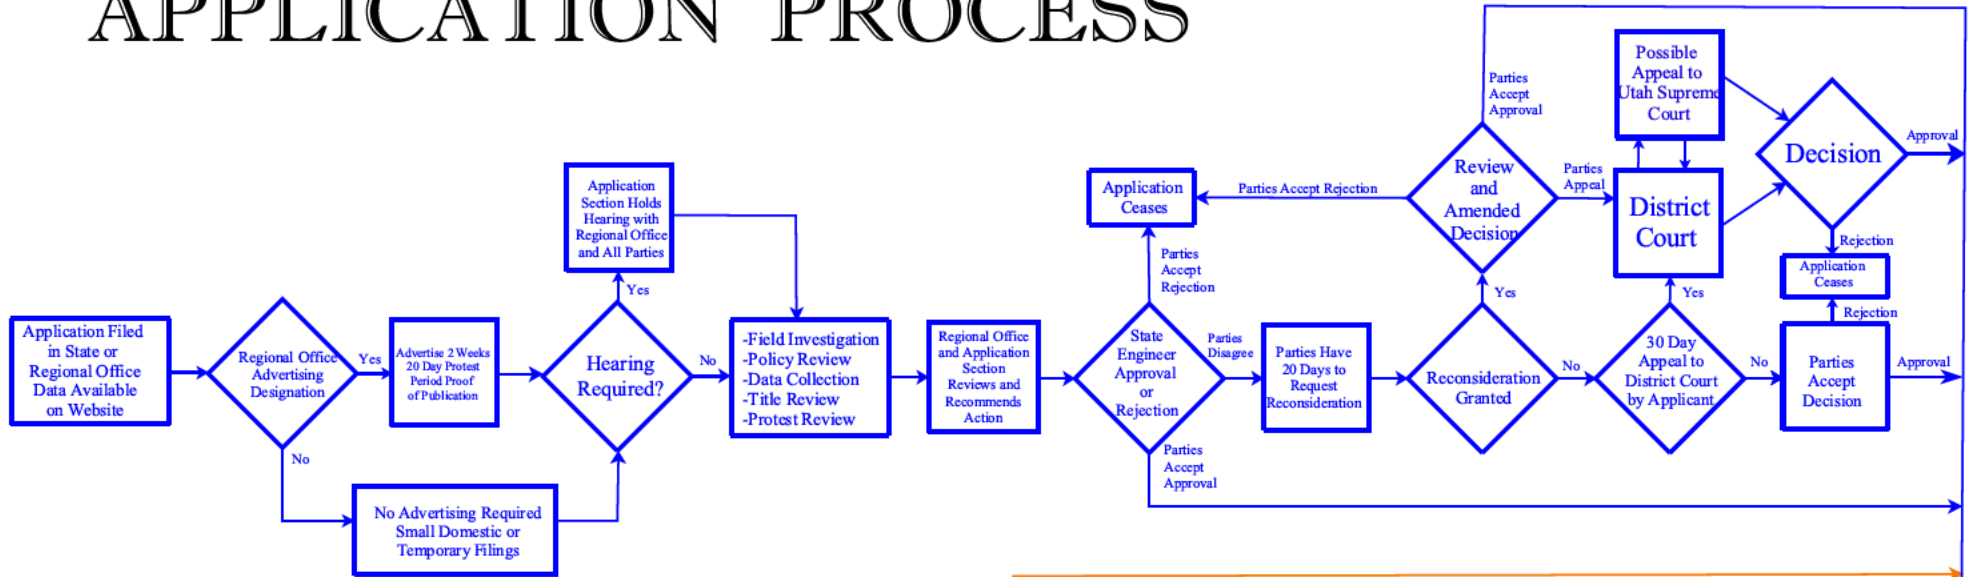 APPLICATION PROCESS
Application Filed
in State or
Regional Office
Data Available
on Website
Regional Office
Advertising
Designation
Yes
No
Advertise 2 Weeks
20 Day Protest
Period Proof
of Publication
No Advertising Required
Small Domestic or
Temporary Filings
Hearing
Required?
Yes
No
Application
Section Holds
Hearing with
Regional Office
and All Parties
-Field Investigation
-Policy Review
-Data Collection
-Title Review
-Protest Review
Regional Office
and Application
Section
Reviews and
Recommends
Action
State
Engineer
Approval
or
Rejection
Parties
Accept
Rejection
Application
Ceases
Parties
Disagree
Parties
Accept
Approval
Parties Have
20 Days to
Request
Reconsideration
Reconsideration
Granted
Yes
No
Review
and
Amended
Decision
Parties Accept Rejection
Parties
Accept
Approval
Parties
Appeal
30 Day
Appeal to
District Court
by Applicant
Yes
No
District
Court
Possible
Appeal to
Utah Supreme
Court
Decision
Approval
Rejection
Application
Ceases
Rejection
Parties
Accept
Decision
Approval